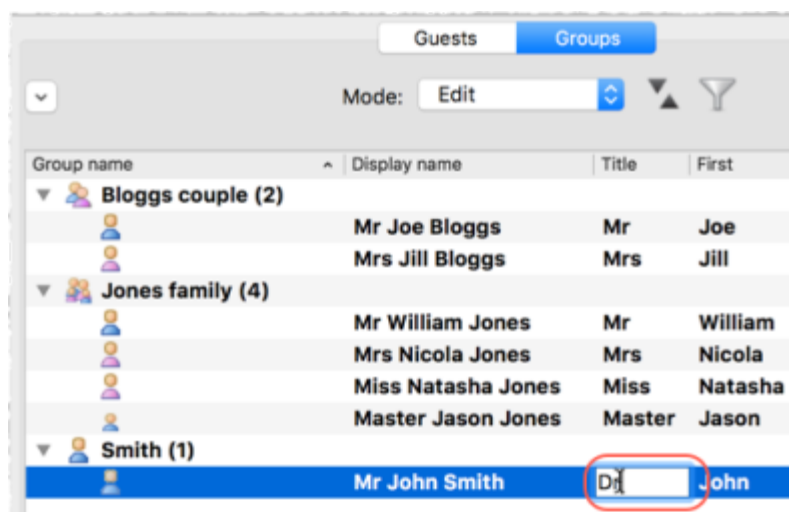 Guests Groups
Mode: Edit
Group name Display name Title First
Bloggs couple (2)
Mr Joe Bloggs Mr Joe
Mrs Jill Bloggs Mrs Jill
Jones family (4)
Mr William Jones Mr William
Mrs Nicola Jones Mrs Nicola
Miss Natasha Jones Miss Natasha
Master Jason Jones Master Jason
Smith (1)
Mr John Smith Dr John